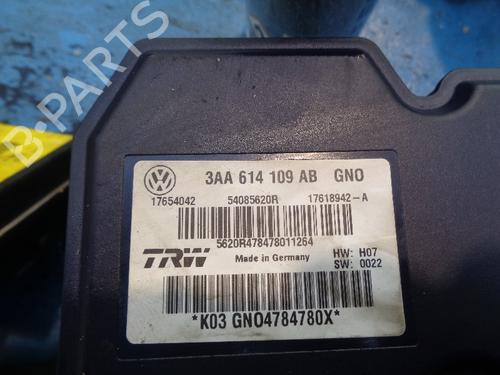 B-PARTS
3AA 614 109 AB GNO
17654042 54085620R 17618942-A
5620R478478011264
TRW Made in Germany HW: H07
SW: 0022
*K03 GNO4784780X*